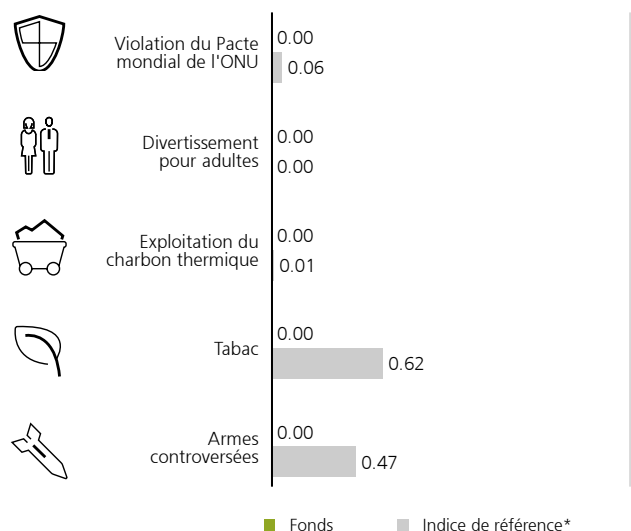 Violation du Pacte
mondial de l'ONU
0.00
0.06
Divertissement
pour adultes
0.00
0.00
Exploitation du
charbon thermique
0.00
0.01
Tabac
0.00
0.62
Armes
controversées
0.00
0.47
Fonds
Indice de référence*